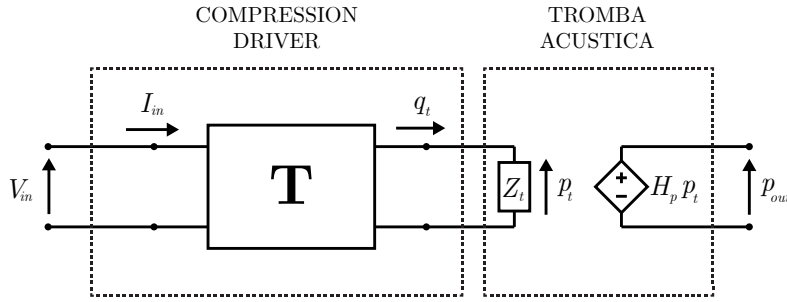 COMPRESSION
DRIVER
TROMBA
ACUSTICA
I_in
q_t
V_in
T
Z_t
p_t
+
−
H_p p_t
p_out